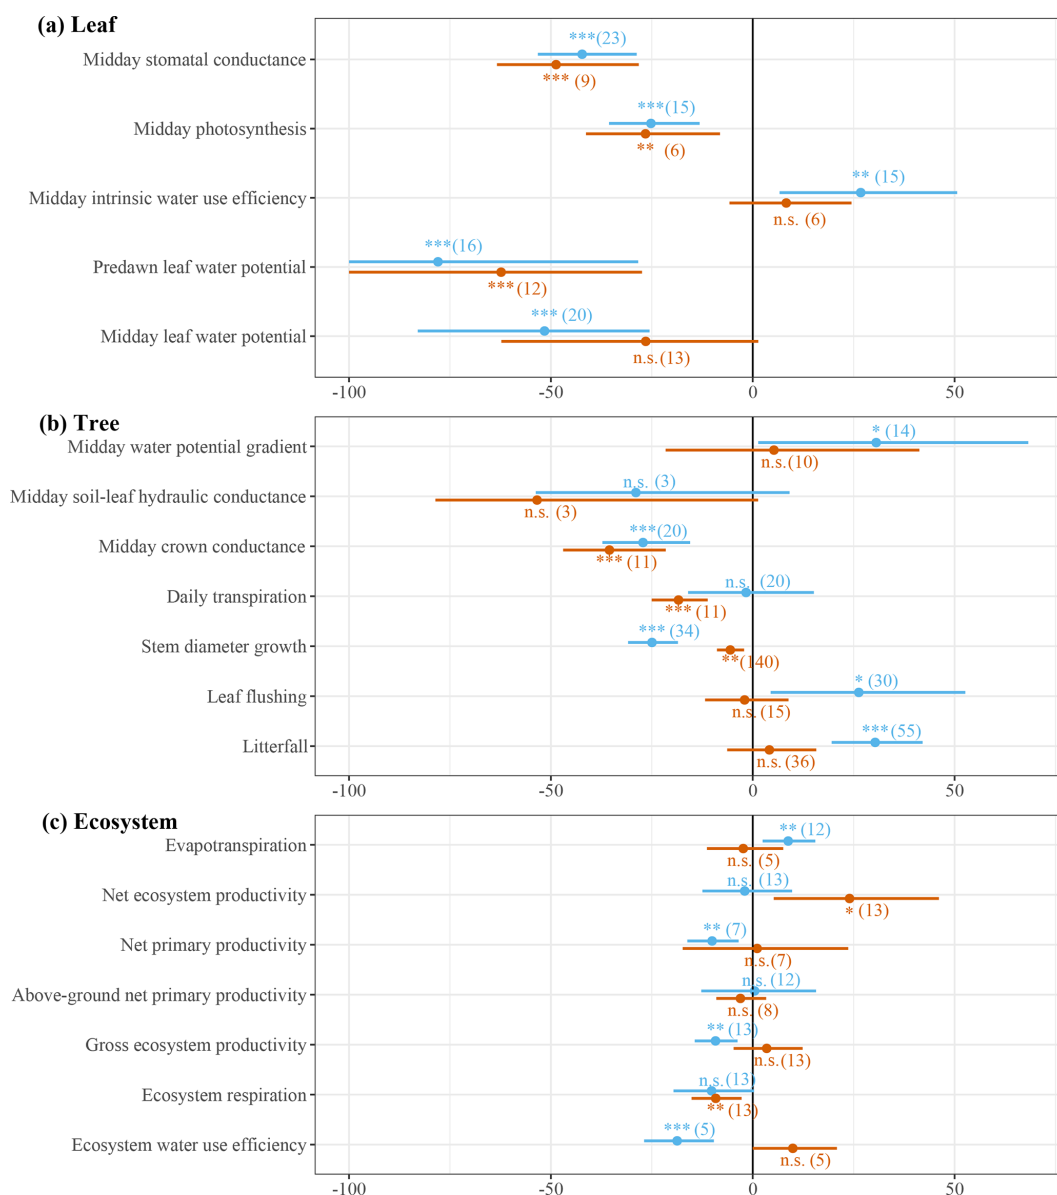 (a) Leaf
***(23)
Midday stomatal conductance
*** (9)
***(15)
Midday photosynthesis
** (6)
** (15)
Midday intrinsic water use efficiency
n.s. (6)
***(16)
Predawn leaf water potential
***(12)
*** (20)
Midday leaf water potential
n.s.(13)
-100 -50 0 50
(b) Tree
* (14)
Midday water potential gradient
n.s.(10)
n.s. (3)
Midday soil-leaf hydraulic conductance
n.s. (3)
***(20)
Midday crown conductance
***(11)
n.s. (20)
Daily transpiration
***(11)
*** (34)
Stem diameter growth
**(140)
* (30)
Leaf flushing
n.s.(15)
***(55)
Litterfall
n.s.(36)
-100 -50 0 50
(c) Ecosystem
** (12)
Evapotranspiration
n.s. (5)
n.s. (13)
Net ecosystem productivity
* (13)
** (7)
Net primary productivity
n.s.(7)
n.s.(12)
Above-ground net primary productivity
n.s. (8)
** (13)
Gross ecosystem productivity
n.s.(13)
n.s.(13)
Ecosystem respiration
** (13)
*** (5)
Ecosystem water use efficiency
n.s. (5)
-100 -50 0 50